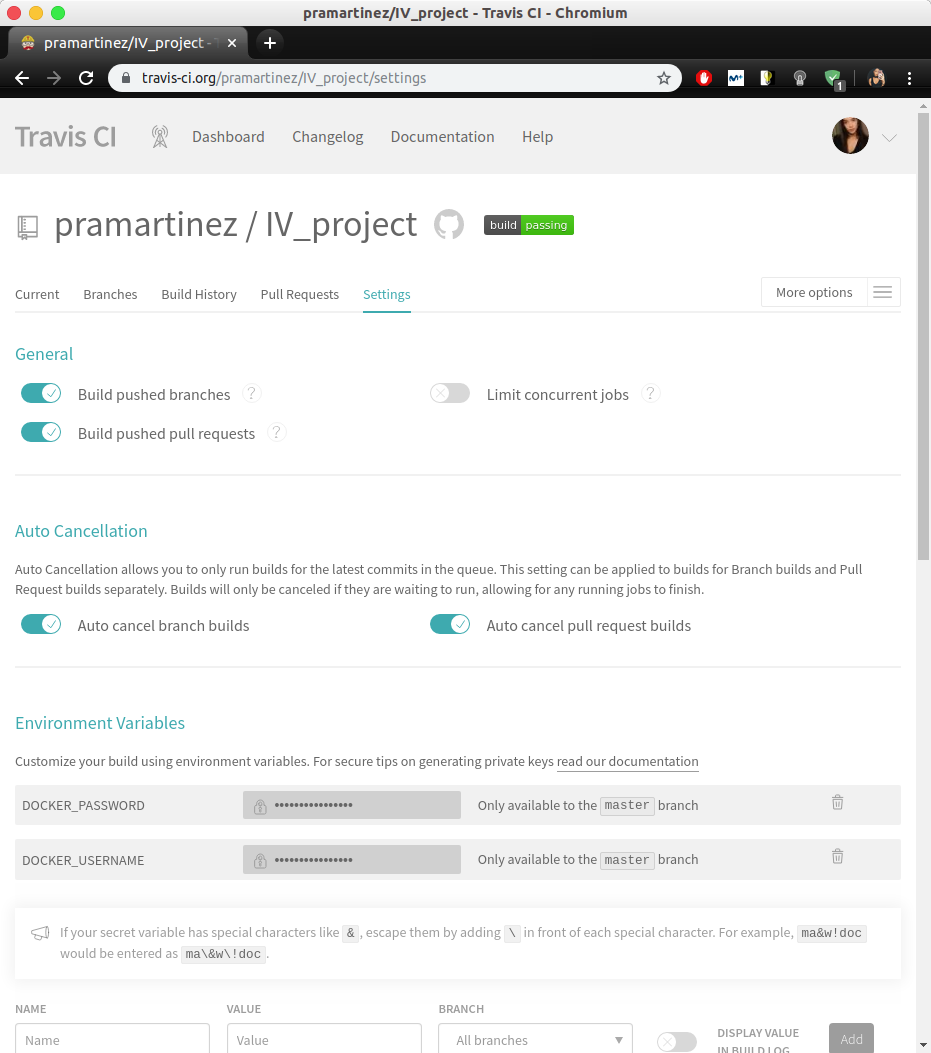 pramartinez/IV_project - Travis CI - Chromium
pramartinez/IV_project -
travis-ci.org/pramartinez/IV_project/settings
1
Travis CI
Dashboard
Changelog
Documentation
Help
pramartinez / IV_project
build passing
Current
Branches
Build History
Pull Requests
Settings
More options
General
Build pushed branches ?
Limit concurrent jobs ?
Build pushed pull requests ?
Auto Cancellation
Auto Cancellation allows you to only run builds for the latest commits in the queue. This setting can be applied to builds for Branch builds and Pull
Request builds separately. Builds will only be canceled if they are waiting to run, allowing for any running jobs to finish.
Auto cancel branch builds
Auto cancel pull request builds
Environment Variables
Customize your build using environment variables. For secure tips on generating private keys read our documentation
DOCKER_PASSWORD •••••••••••••••• Only available to the master branch
DOCKER_USERNAME •••••••••••••••• Only available to the master branch
If your secret variable has special characters like &, escape them by adding \ in front of each special character. For example, ma&w!doc
would be entered as ma\&w\!doc.
NAME
VALUE
BRANCH
Name
Value
All branches
DISPLAY VALUE
IN BUILD LOG
Add